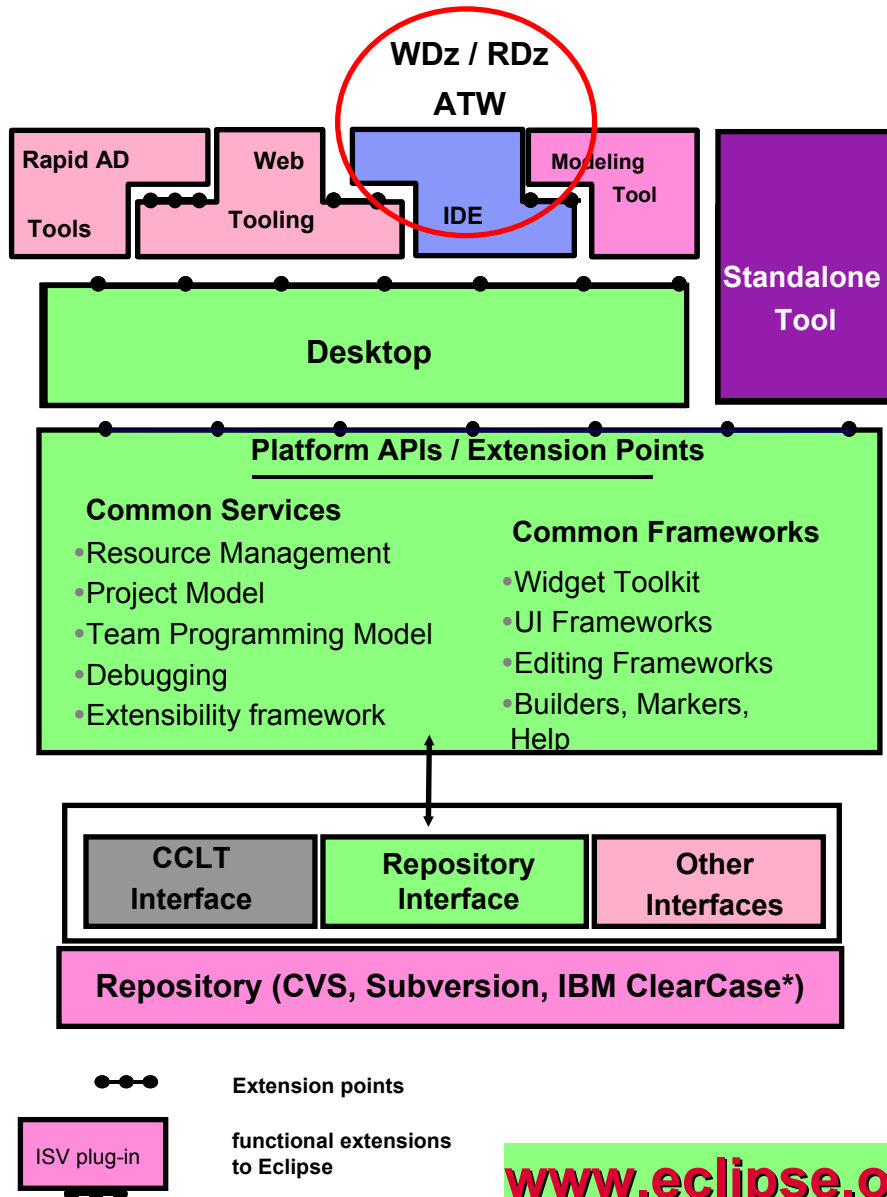 WDz / RDz
ATW
Rapid AD
Tools
Web
Tooling
IDE
Modeling
Tool
Standalone
Tool
Desktop
Platform APIs / Extension Points
Common Services
•Resource Management
•Project Model
•Team Programming Model
•Debugging
•Extensibility framework
Common Frameworks
•Widget Toolkit
•UI Frameworks
•Editing Frameworks
•Builders, Markers,
Help
CCLT
Interface
Repository
Interface
Other
Interfaces
Repository (CVS, Subversion, IBM ClearCase*)
Extension points
ISV plug-in
functional extensions
to Eclipse
www.eclipse.o